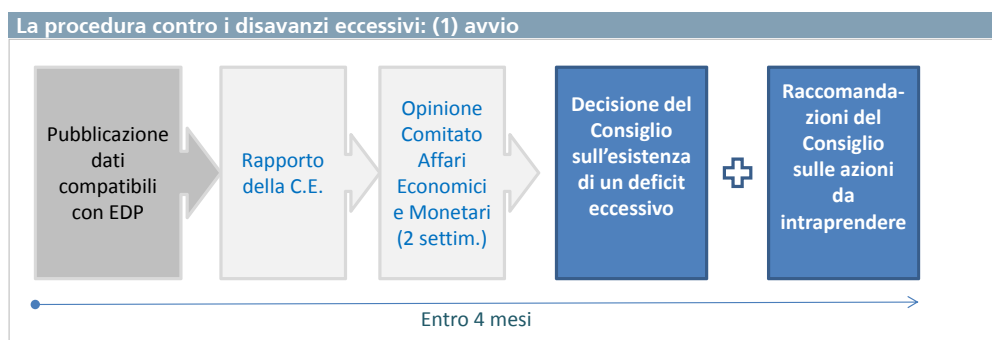 La procedura contro i disavanzi eccessivi: (1) avvio
Pubblicazione
dati
compatibili
con EDP
Rapporto
della C.E.
Opinione
Comitato
Affari
Economici
e Monetari
(2 settim.)
Decisione del
Consiglio
sull'esistenza
di un deficit
eccessivo
Raccomanda-
zioni del
Consiglio
sulle azioni
da
intraprendere
Entro 4 mesi